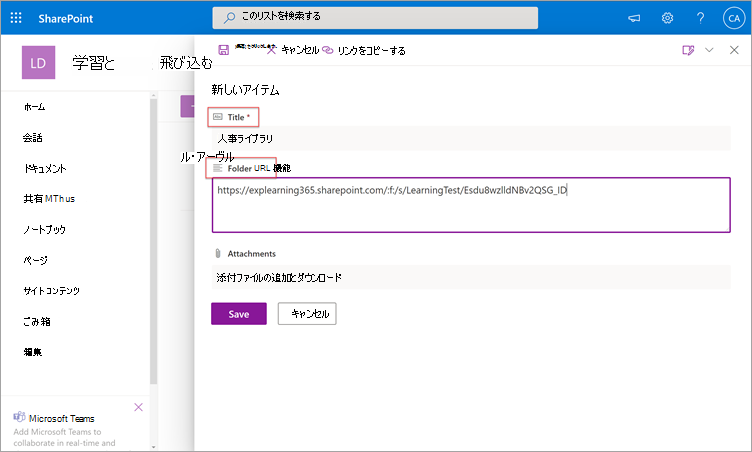 SharePoint
このリストを検索する
CA
キャンセル
リンクをコピーする
LD
学習と
飛び込む
新しいアイテム
ホーム
Title *
会話
人事ライブラリ
ル・アーヴル
ドキュメント
Folder URL 機能
共有 MThus
https://explearning365.sharepoint.com/:f:/s/LearningTest/Esdu8wzlldNBv2QSG_ID
ノートブック
ページ
Attachments
サイトコンテンツ
添付ファイルの追加とダウンロード
ごみ箱
Save
キャンセル
編集
Microsoft Teams
Add Microsoft Teams to
collaborate in real-time and